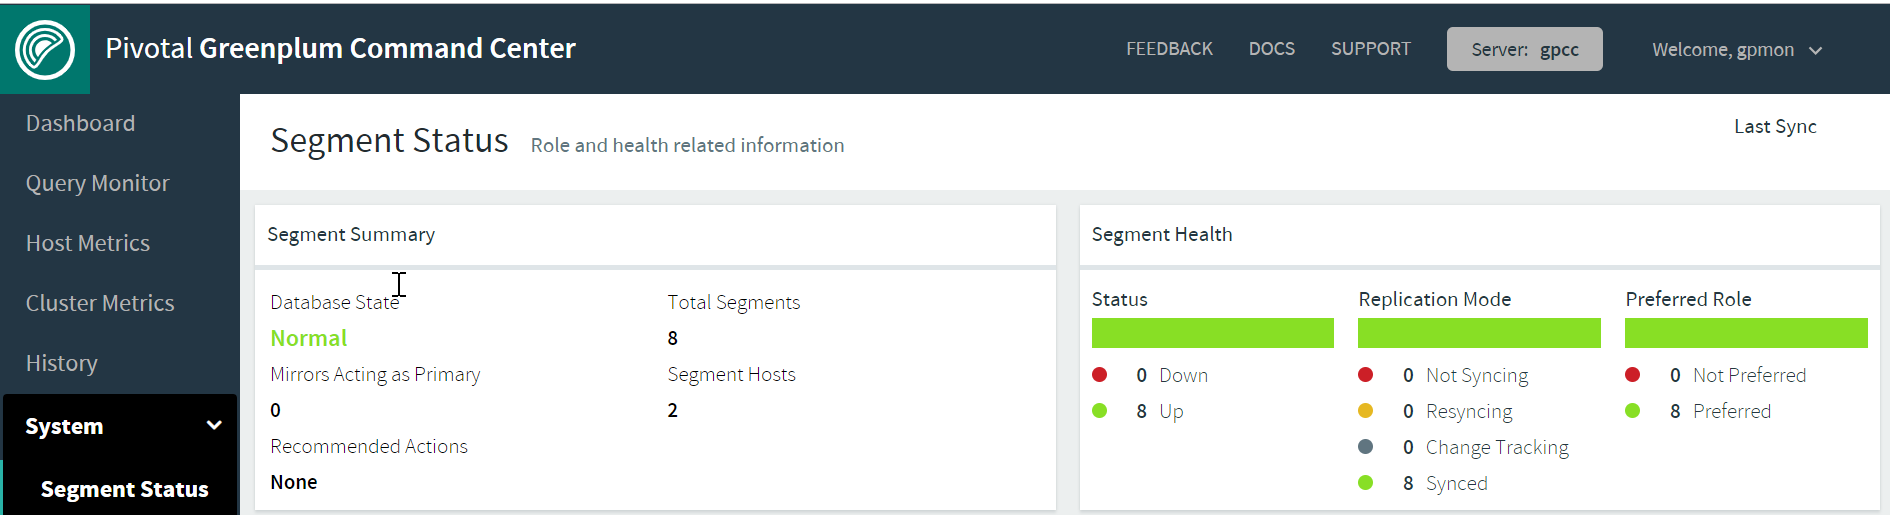 Pivotal Greenplum Command Center
FEEDBACK DOCS SUPPORT Server: gpcc Welcome, gpmon
Dashboard
Query Monitor
Host Metrics
Cluster Metrics
History
System
Segment Status
Segment Status Role and health related information
Last Sync
Segment Summary
Database State
Normal
Mirrors Acting as Primary
0
Recommended Actions
None
Total Segments
8
Segment Hosts
2
Segment Health
Status
0 Down
8 Up
Replication Mode
0 Not Syncing
0 Resyncing
0 Change Tracking
8 Synced
Preferred Role
0 Not Preferred
8 Preferred